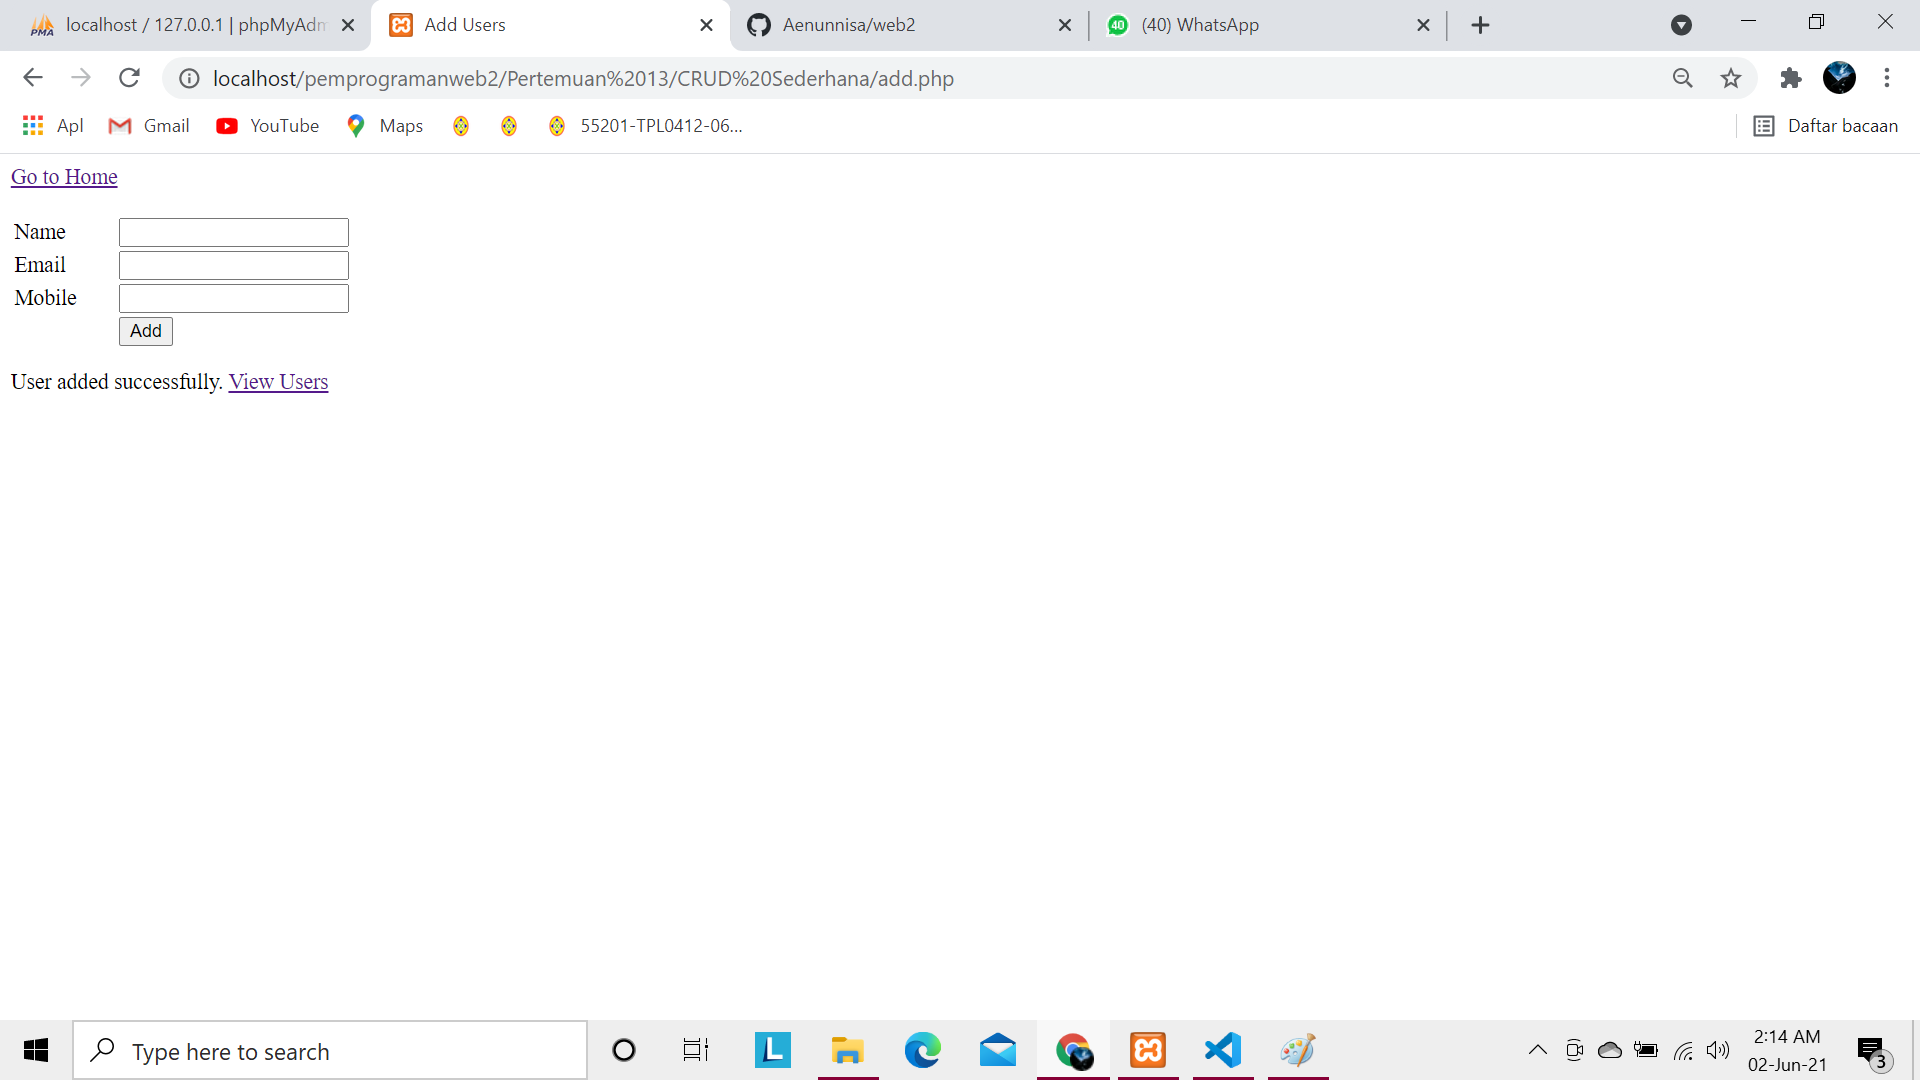 localhost / 127.0.0.1 | phpMyAdm
Add Users
Aenunnisa/web2
40
(40) WhatsApp
localhost/pemprogramanweb2/Pertemuan%2013/CRUD%20Sederhana/add.php
Apl
Gmail
YouTube
Maps
55201-TPL0412-06...
Daftar bacaan
Go to Home
Name
Email
Mobile
Add
User added successfully. View Users
Type here to search
L
2:14 AM
02-Jun-21
3